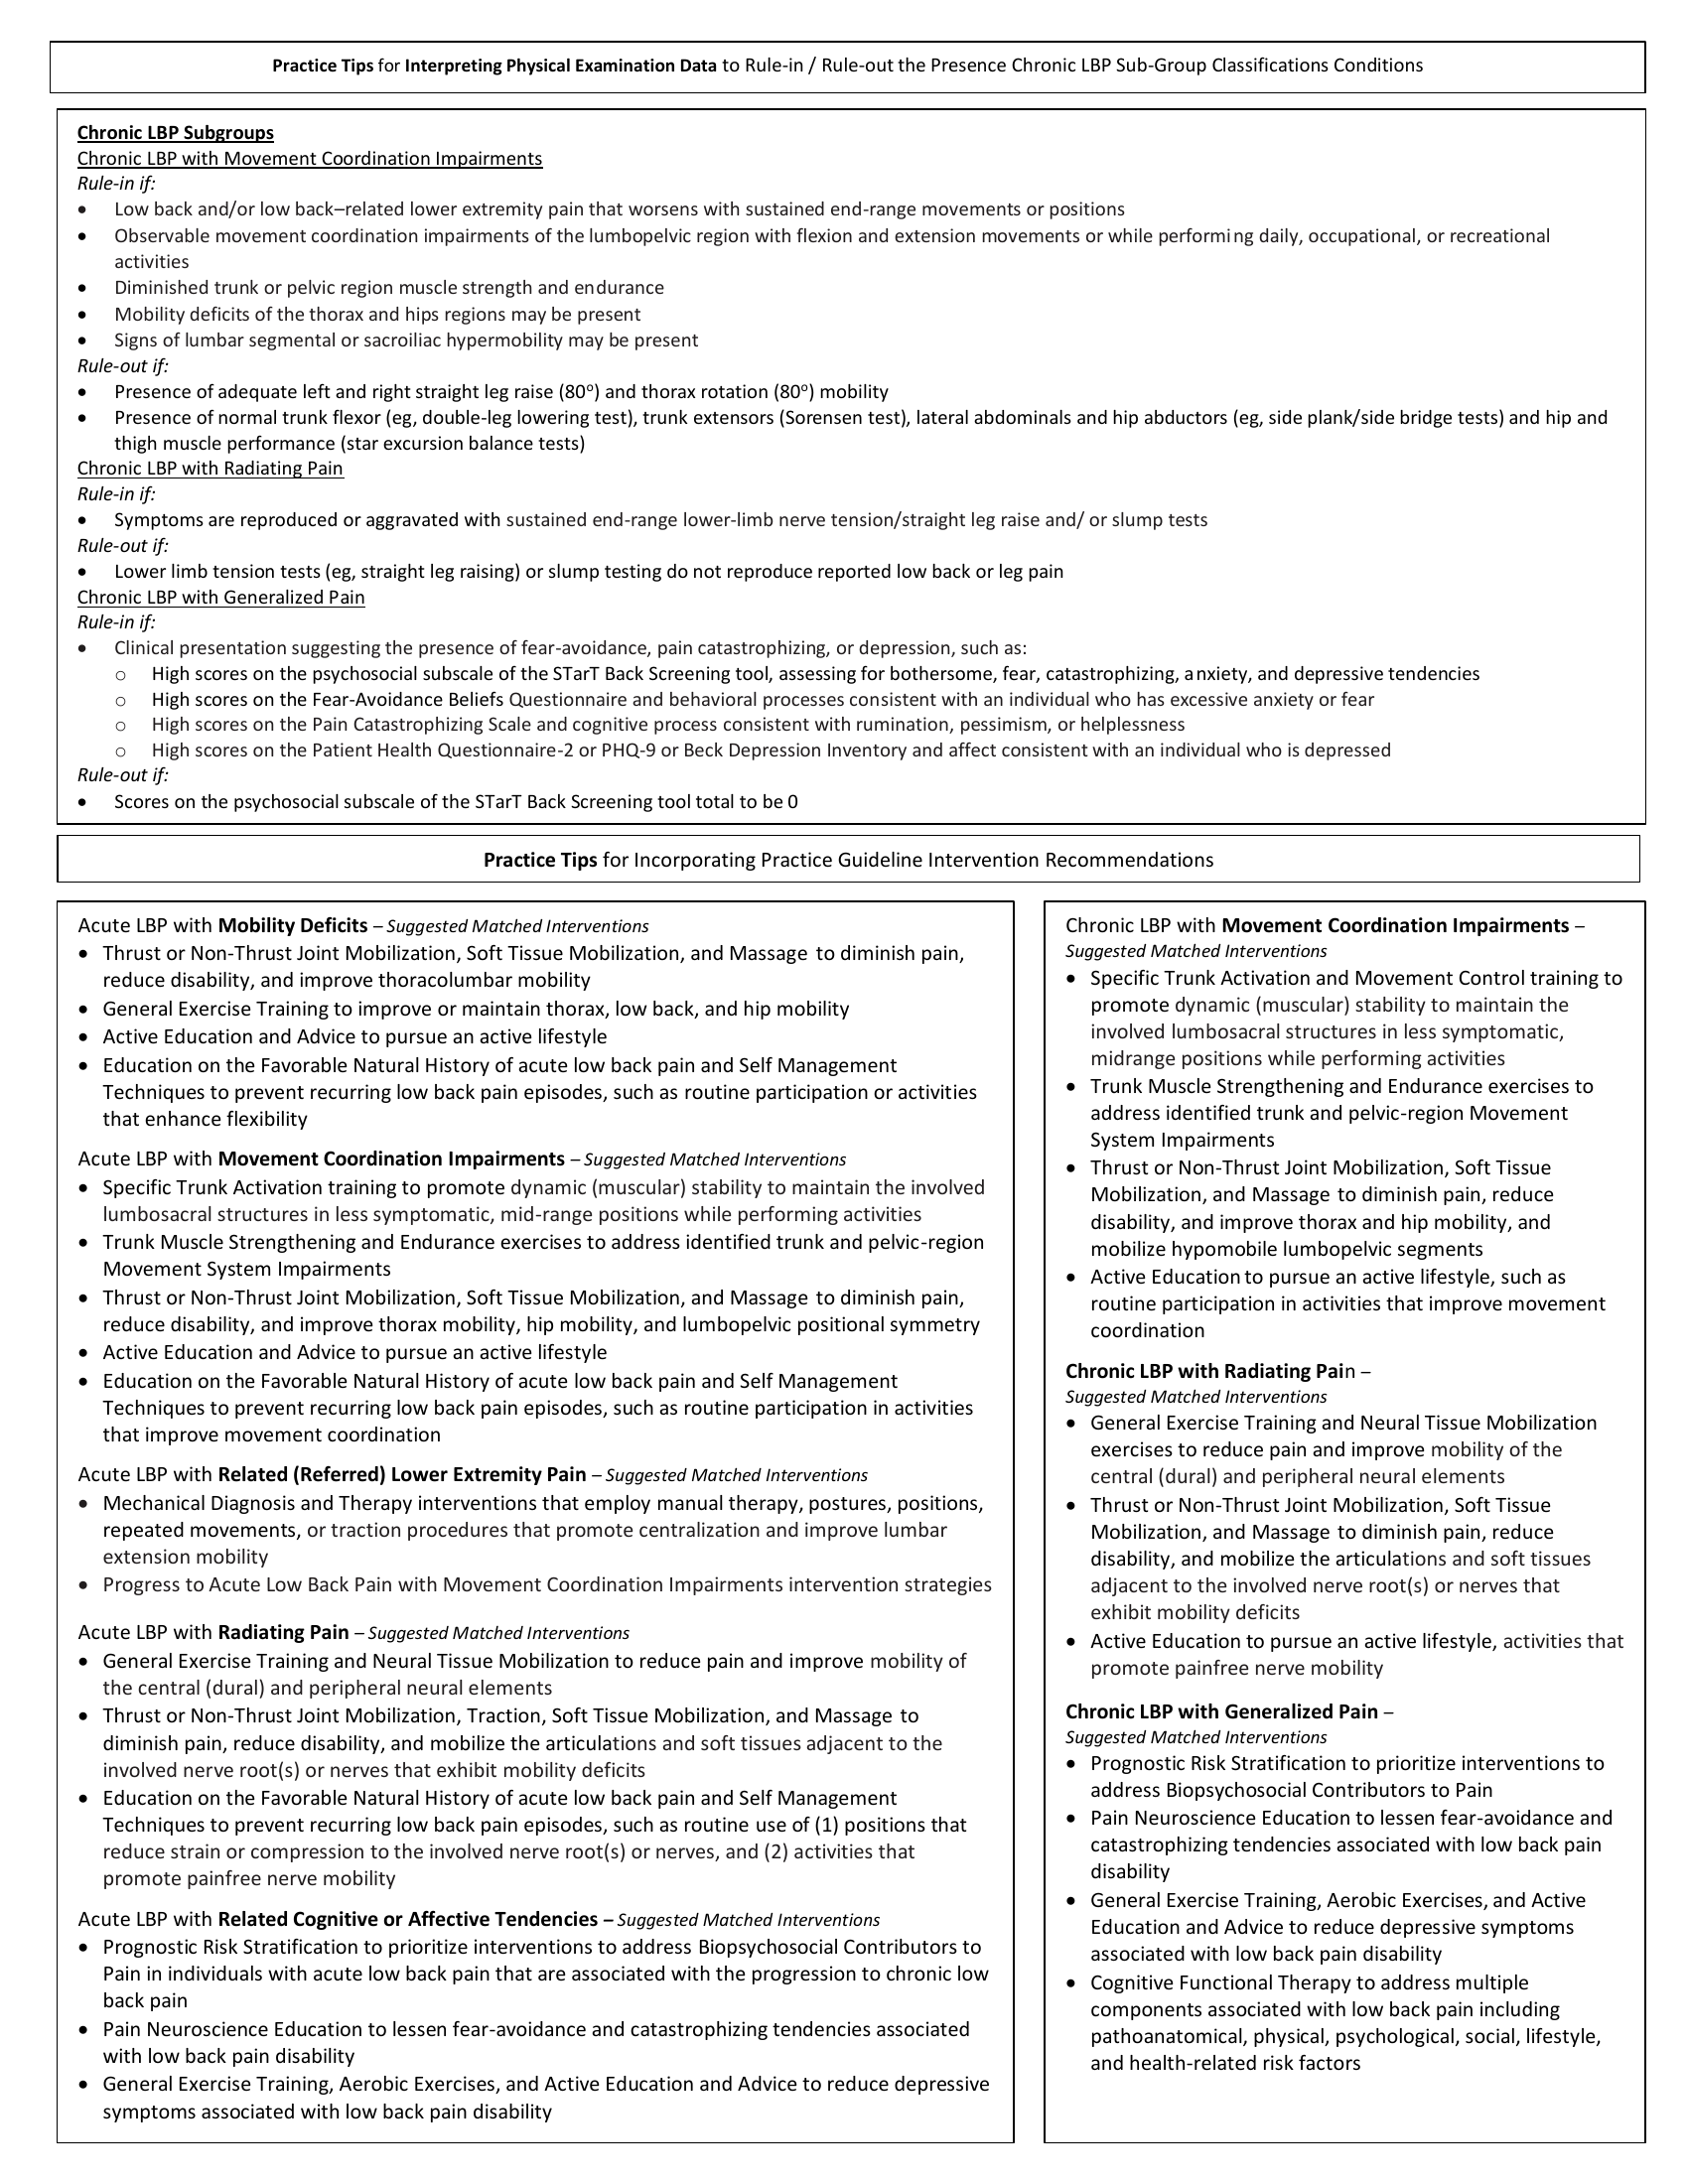 Practice Tips for Interpreting Physical Examination Data to Rule-in / Rule-out the Presence Chronic LBP Sub-Group Classifications Conditions
Chronic LBP Subgroups
Chronic LBP with Movement Coordination Impairments
Rule-in if:
• Low back and/or low back–related lower extremity pain that worsens with sustained end-range movements or positions
• Observable movement coordination impairments of the lumbopelvic region with flexion and extension movements or while performing daily, occupational, or recreational
activities
• Diminished trunk or pelvic region muscle strength and endurance
• Mobility deficits of the thorax and hips regions may be present
• Signs of lumbar segmental or sacroiliac hypermobility may be present
Rule-out if:
• Presence of adequate left and right straight leg raise (80°) and thorax rotation (80°) mobility
• Presence of normal trunk flexor (eg, double-leg lowering test), trunk extensors (Sorensen test), lateral abdominals and hip abductors (eg, side plank/side bridge tests) and hip and
thigh muscle performance (star excursion balance tests)
Chronic LBP with Radiating Pain
Rule-in if:
• Symptoms are reproduced or aggravated with sustained end-range lower-limb nerve tension/straight leg raise and/ or slump tests
Rule-out if:
• Lower limb tension tests (eg, straight leg raising) or slump testing do not reproduce reported low back or leg pain
Chronic LBP with Generalized Pain
Rule-in if:
• Clinical presentation suggesting the presence of fear-avoidance, pain catastrophizing, or depression, such as:
o High scores on the psychosocial subscale of the STarT Back Screening tool, assessing for bothersome, fear, catastrophizing, anxiety, and depressive tendencies
o High scores on the Fear-Avoidance Beliefs Questionnaire and behavioral processes consistent with an individual who has excessive anxiety or fear
o High scores on the Pain Catastrophizing Scale and cognitive process consistent with rumination, pessimism, or helplessness
o High scores on the Patient Health Questionnaire-2 or PHQ-9 or Beck Depression Inventory and affect consistent with an individual who is depressed
Rule-out if:
• Scores on the psychosocial subscale of the STarT Back Screening tool total to be 0
Practice Tips for Incorporating Practice Guideline Intervention Recommendations
Acute LBP with Mobility Deficits – Suggested Matched Interventions
• Thrust or Non-Thrust Joint Mobilization, Soft Tissue Mobilization, and Massage to diminish pain,
reduce disability, and improve thoracolumbar mobility
• General Exercise Training to improve or maintain thorax, low back, and hip mobility
• Active Education and Advice to pursue an active lifestyle
• Education on the Favorable Natural History of acute low back pain and Self Management
Techniques to prevent recurring low back pain episodes, such as routine participation or activities
that enhance flexibility
Acute LBP with Movement Coordination Impairments – Suggested Matched Interventions
• Specific Trunk Activation training to promote dynamic (muscular) stability to maintain the involved
lumbosacral structures in less symptomatic, mid-range positions while performing activities
• Trunk Muscle Strengthening and Endurance exercises to address identified trunk and pelvic-region
Movement System Impairments
• Thrust or Non-Thrust Joint Mobilization, Soft Tissue Mobilization, and Massage to diminish pain,
reduce disability, and improve thorax mobility, hip mobility, and lumbopelvic positional symmetry
• Active Education and Advice to pursue an active lifestyle
• Education on the Favorable Natural History of acute low back pain and Self Management
Techniques to prevent recurring low back pain episodes, such as routine participation in activities
that improve movement coordination
Acute LBP with Related (Referred) Lower Extremity Pain – Suggested Matched Interventions
• Mechanical Diagnosis and Therapy interventions that employ manual therapy, postures, positions,
repeated movements, or traction procedures that promote centralization and improve lumbar
extension mobility
• Progress to Acute Low Back Pain with Movement Coordination Impairments intervention strategies
Acute LBP with Radiating Pain – Suggested Matched Interventions
• General Exercise Training and Neural Tissue Mobilization to reduce pain and improve mobility of
the central (dural) and peripheral neural elements
• Thrust or Non-Thrust Joint Mobilization, Traction, Soft Tissue Mobilization, and Massage to
diminish pain, reduce disability, and mobilize the articulations and soft tissues adjacent to the
involved nerve root(s) or nerves that exhibit mobility deficits
• Education on the Favorable Natural History of acute low back pain and Self Management
Techniques to prevent recurring low back pain episodes, such as routine use of (1) positions that
reduce strain or compression to the involved nerve root(s) or nerves, and (2) activities that
promote painfree nerve mobility
Acute LBP with Related Cognitive or Affective Tendencies – Suggested Matched Interventions
• Prognostic Risk Stratification to prioritize interventions to address Biopsychosocial Contributors to
Pain in individuals with acute low back pain that are associated with the progression to chronic low
back pain
• Pain Neuroscience Education to lessen fear-avoidance and catastrophizing tendencies associated
with low back pain disability
• General Exercise Training, Aerobic Exercises, and Active Education and Advice to reduce depressive
symptoms associated with low back pain disability
Chronic LBP with Movement Coordination Impairments –
Suggested Matched Interventions
• Specific Trunk Activation and Movement Control training to
promote dynamic (muscular) stability to maintain the
involved lumbosacral structures in less symptomatic,
midrange positions while performing activities
• Trunk Muscle Strengthening and Endurance exercises to
address identified trunk and pelvic-region Movement
System Impairments
• Thrust or Non-Thrust Joint Mobilization, Soft Tissue
Mobilization, and Massage to diminish pain, reduce
disability, and improve thorax and hip mobility, and
mobilize hypomobile lumbopelvic segments
• Active Education to pursue an active lifestyle, such as
routine participation in activities that improve movement
coordination
Chronic LBP with Radiating Pain –
Suggested Matched Interventions
• General Exercise Training and Neural Tissue Mobilization
exercises to reduce pain and improve mobility of the
central (dural) and peripheral neural elements
• Thrust or Non-Thrust Joint Mobilization, Soft Tissue
Mobilization, and Massage to diminish pain, reduce
disability, and mobilize the articulations and soft tissues
adjacent to the involved nerve root(s) or nerves that
exhibit mobility deficits
• Active Education to pursue an active lifestyle, activities that
promote painfree nerve mobility
Chronic LBP with Generalized Pain –
Suggested Matched Interventions
• Prognostic Risk Stratification to prioritize interventions to
address Biopsychosocial Contributors to Pain
• Pain Neuroscience Education to lessen fear-avoidance and
catastrophizing tendencies associated with low back pain
disability
• General Exercise Training, Aerobic Exercises, and Active
Education and Advice to reduce depressive symptoms
associated with low back pain disability
• Cognitive Functional Therapy to address multiple
components associated with low back pain including
pathoanatomical, physical, psychological, social, lifestyle,
and health-related risk factors